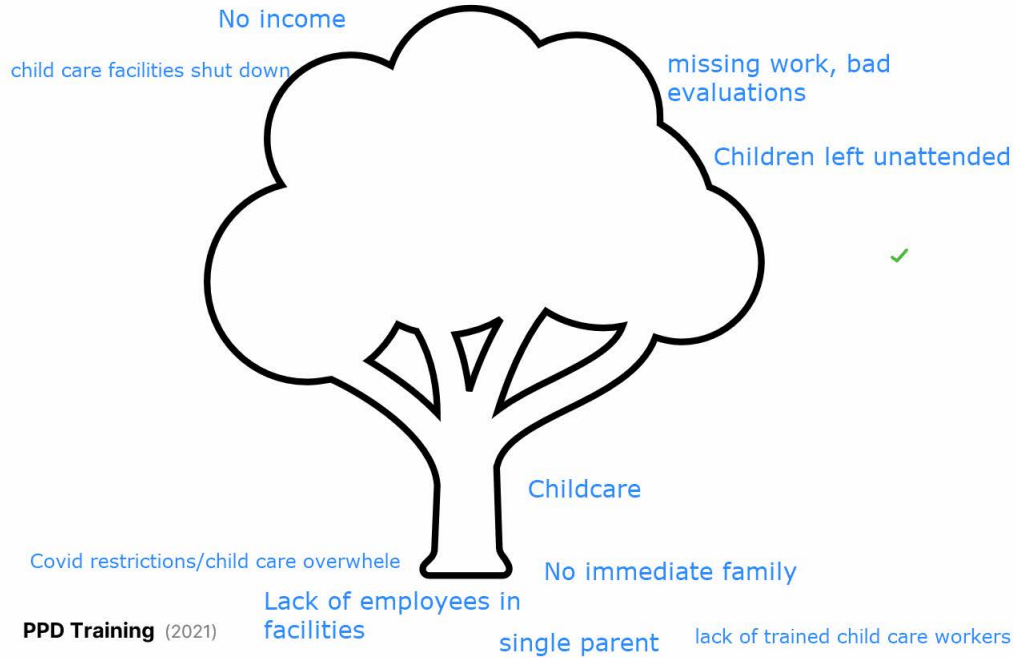 No income
child care facilities shut down
missing work, bad
evaluations
Children left unattended
Childcare
Covid restrictions/child care overwhele
No immediate family
Lack of employees in
facilities
PPD Training (2021)
single parent
lack of trained child care workers